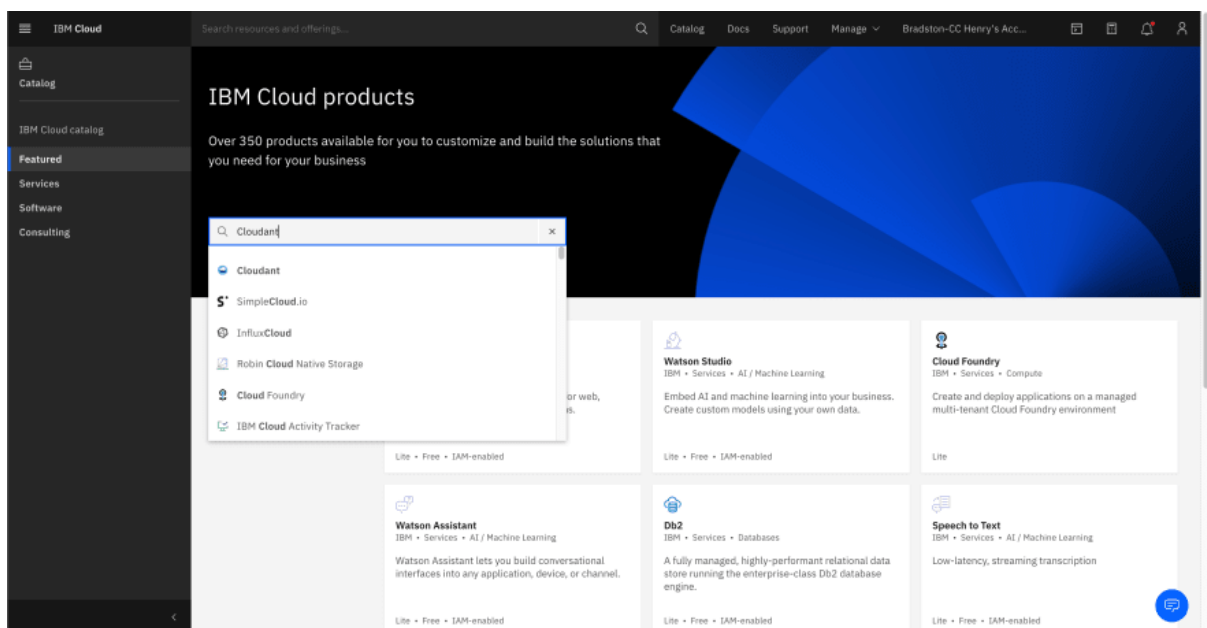 IBM Cloud
Search resources and offerings...
Catalog
Docs
Support
Manage
Bradston-CC Henry's Acc...
Catalog
IBM Cloud catalog
Featured
Services
Software
Consulting
IBM Cloud products
Over 350 products available for you to customize and build the solutions that
you need for your business
Cloudant
Cloudant
SimpleCloud.io
InfluxCloud
Robin Cloud Native Storage
Cloud Foundry
IBM Cloud Activity Tracker
or web,
Lite • Free • IAM-enabled
Watson Studio
IBM • Services • AI / Machine Learning
Embed AI and machine learning into your business.
Create custom models using your own data.
Lite • Free • IAM-enabled
Cloud Foundry
IBM • Services • Compute
Create and deploy applications on a managed
multi-tenant Cloud Foundry environment
Lite
Watson Assistant
IBM • Services • AI / Machine Learning
Watson Assistant lets you build conversational
interfaces into any application, device, or channel.
Lite • Free • IAM-enabled
Db2
IBM • Services • Databases
A fully managed, highly-performant relational data
store running the enterprise-class Db2 database
engine.
Lite • Free • IAM-enabled
Speech to Text
IBM • Services • AI / Machine Learning
Low-latency, streaming transcription
Lite • Free • IAM-enabled